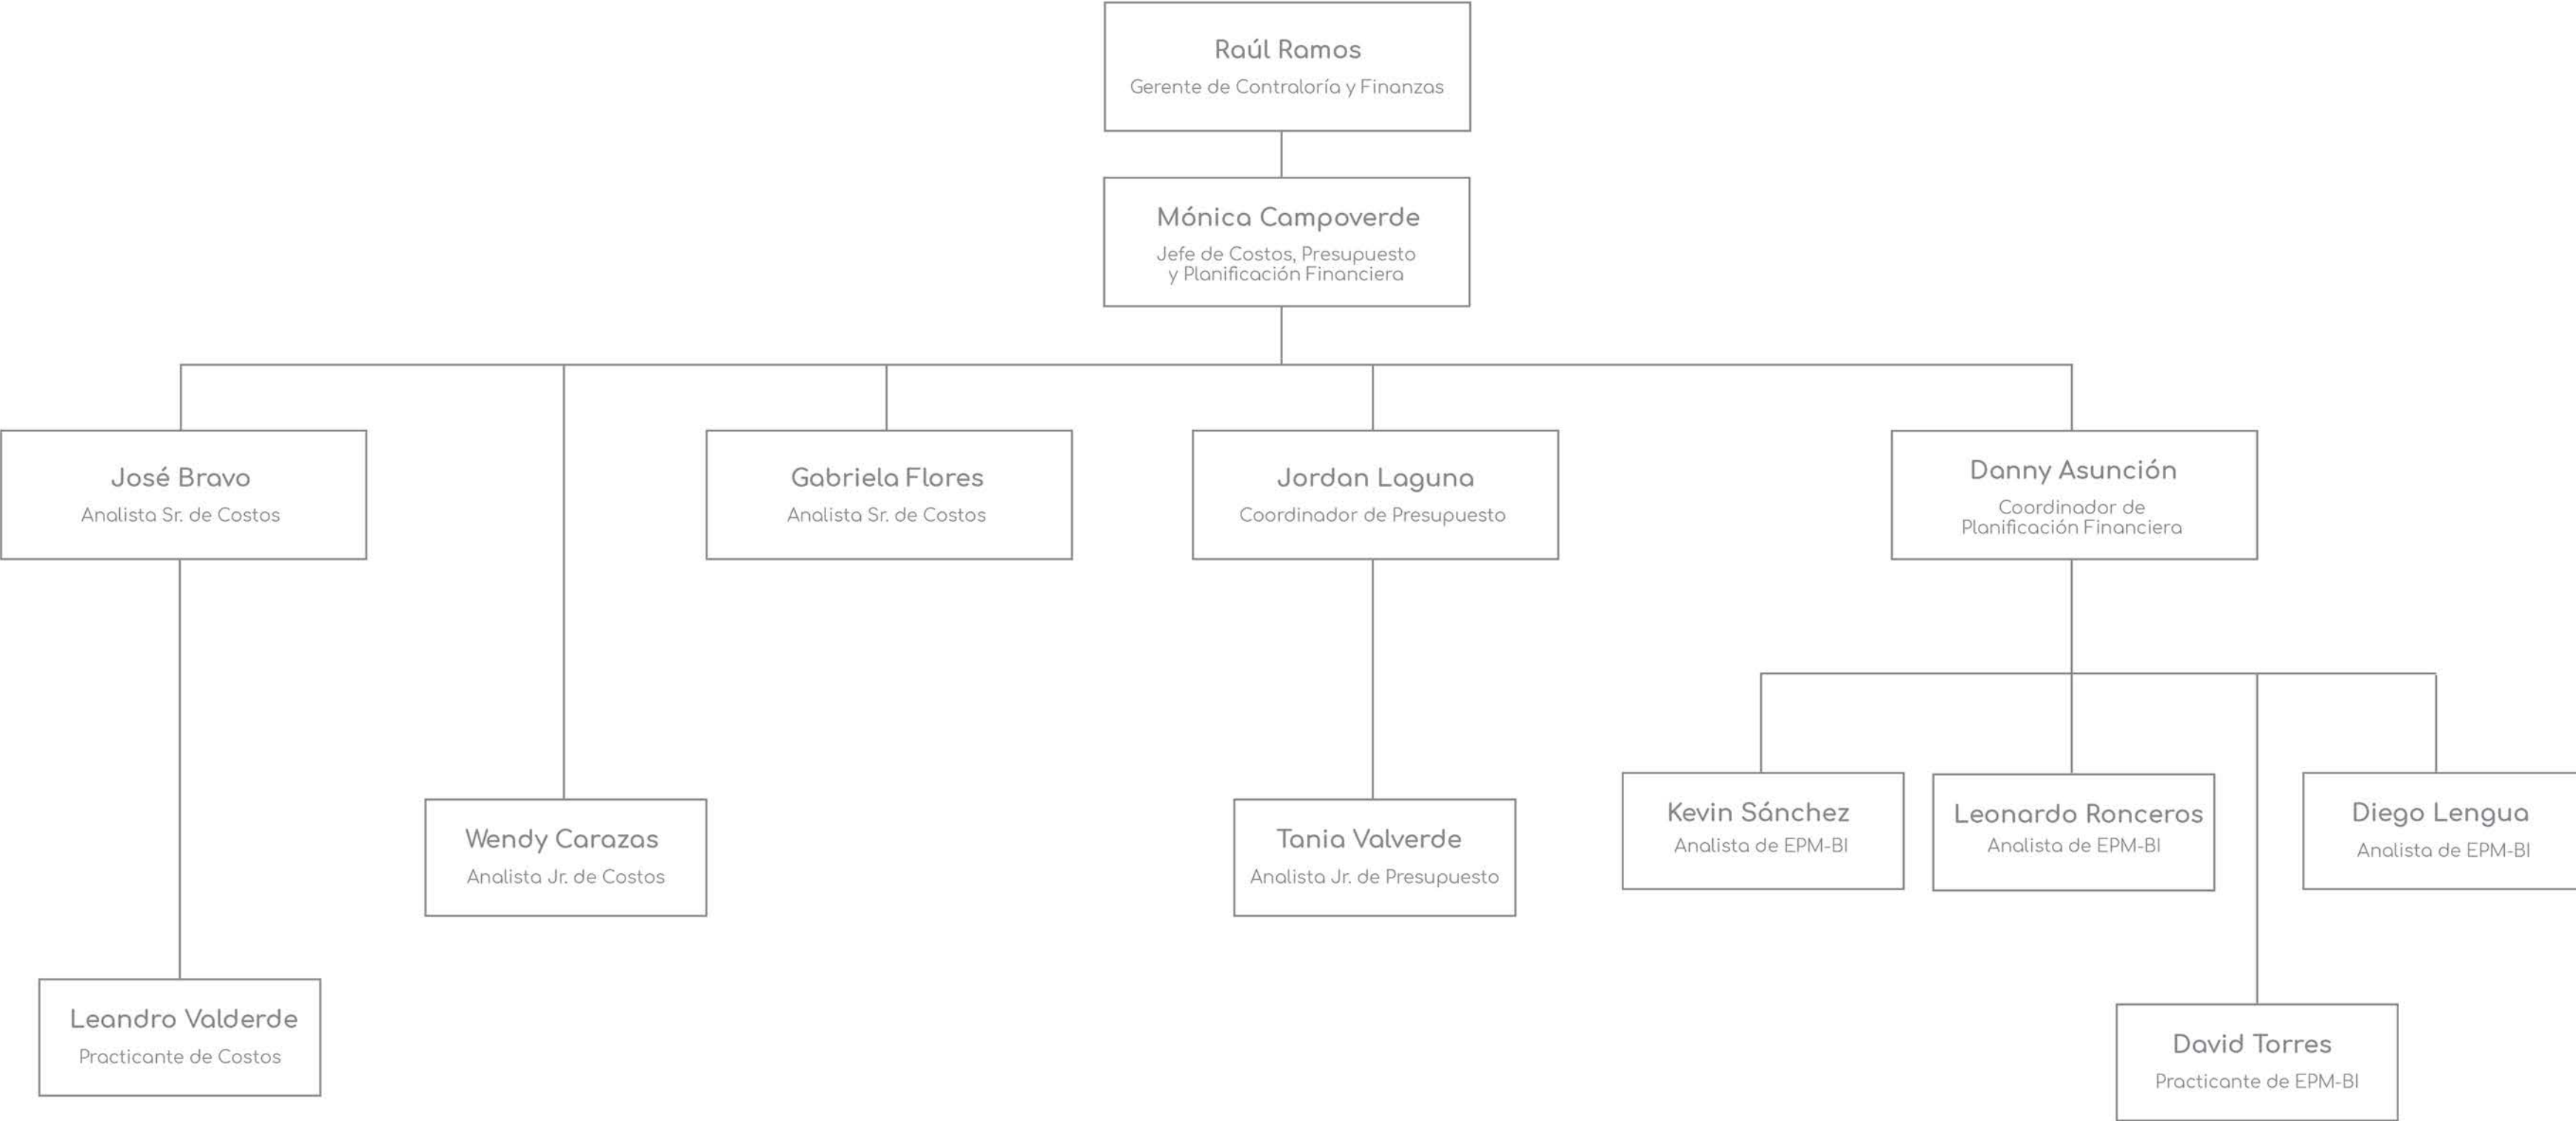 Raúl Ramos
Gerente de Contraloría y Finanzas
Mónica Campoverde
Jefe de Costos, Presupuesto
y Planificación Financiera
José Bravo
Analista Sr. de Costos
Gabriela Flores
Analista Sr. de Costos
Jordan Laguna
Coordinador de Presupuesto
Danny Asunción
Coordinador de
Planificación Financiera
Wendy Carazas
Analista Jr. de Costos
Tania Valverde
Analista Jr. de Presupuesto
Kevin Sánchez
Analista de EPM-BI
Leonardo Ronceros
Analista de EPM-BI
Diego Lengua
Analista de EPM-BI
Leandro Valderde
Practicante de Costos
David Torres
Practicante de EPM-BI